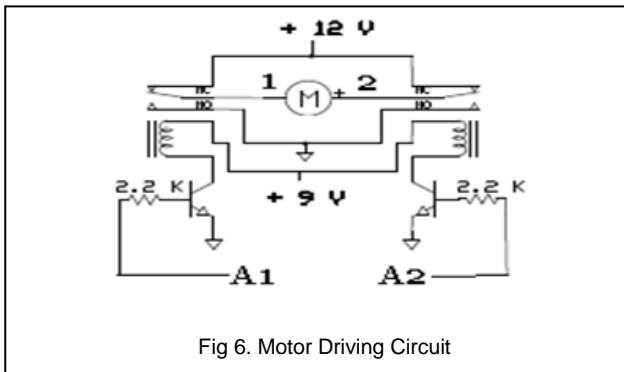 + 12 V
1 M + 2
NC NC
NO NO
2.2 K + 9 V 2.2 K
A1 A2
Fig 6. Motor Driving Circuit